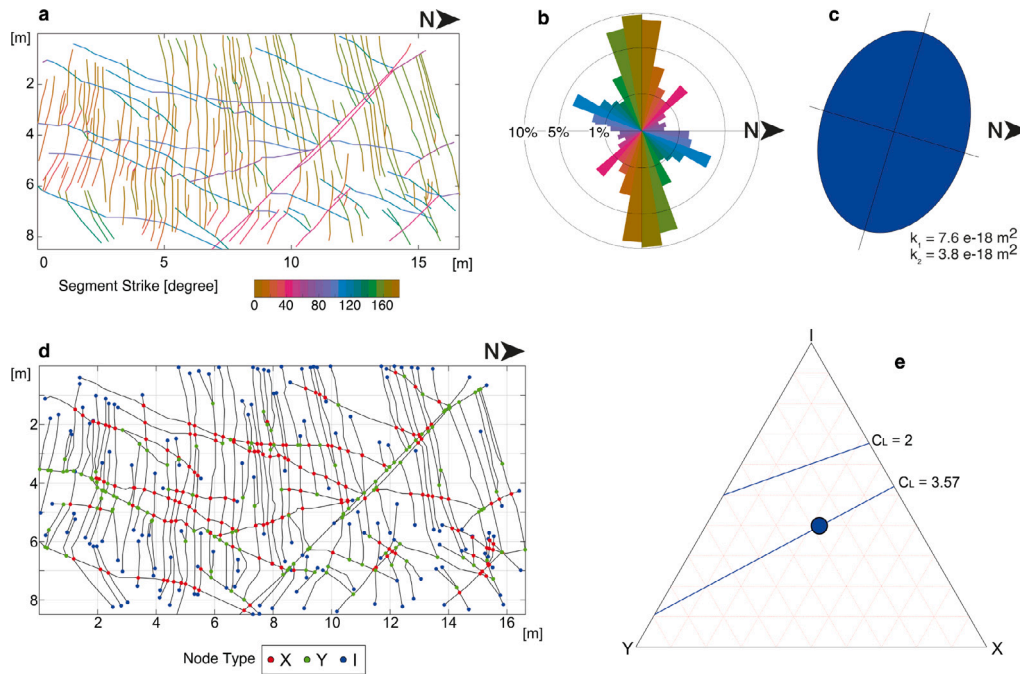 a
N
[m]
0
2
4
6
8
0
5
10
15
[m]
Segment Strike [degree]
0 40 80 120 160
b
10% 5% 1%
N
c
N
k1 = 7.6 e-18 m2
k2 = 3.8 e-18 m2
d
N
[m]
2
4
6
8
2 4 6 8 10 12 14 16
[m]
Node Type X Y I
e
I
CL = 2
CL = 3.57
Y
X